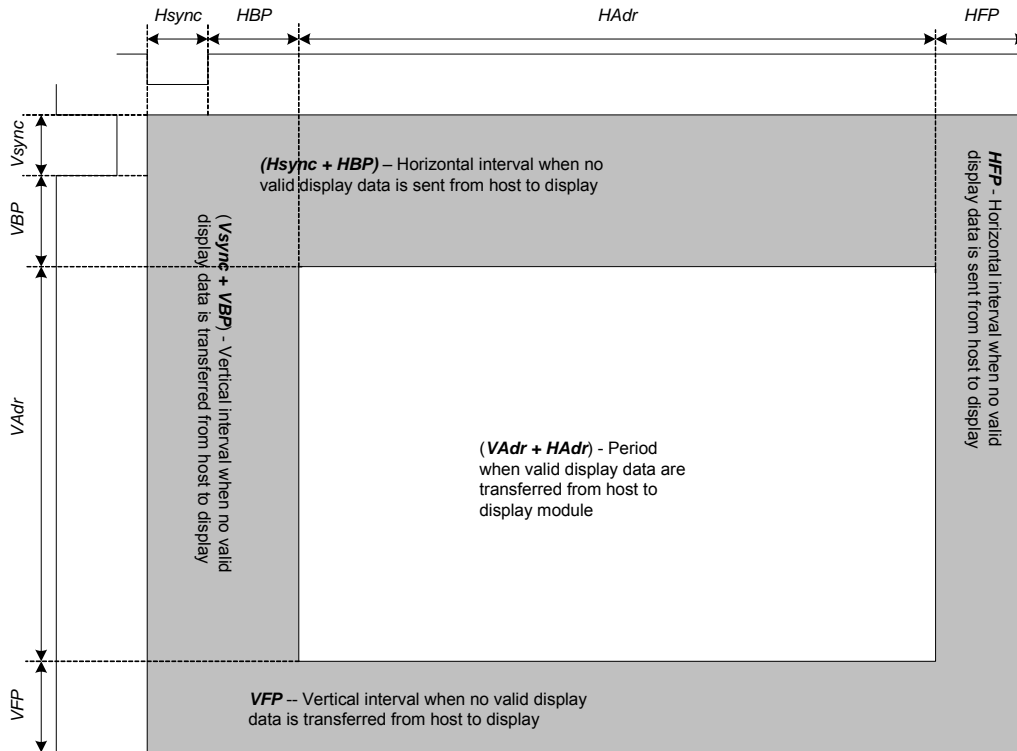 Hsync
HBP
HAdr
HFP
Vsync
VBP
VAdr
VFP
(Hsync + HBP) – Horizontal interval when no
valid display data is sent from host to display
(Vsync + VBP) - Vertical interval when no valid
display data is transferred from host to display
HFP - Horizontal interval when no valid
display data is sent from host to display
(VAdr + HAdr) - Period
when valid display data are
transferred from host to
display module
VFP -- Vertical interval when no valid display
data is transferred from host to display